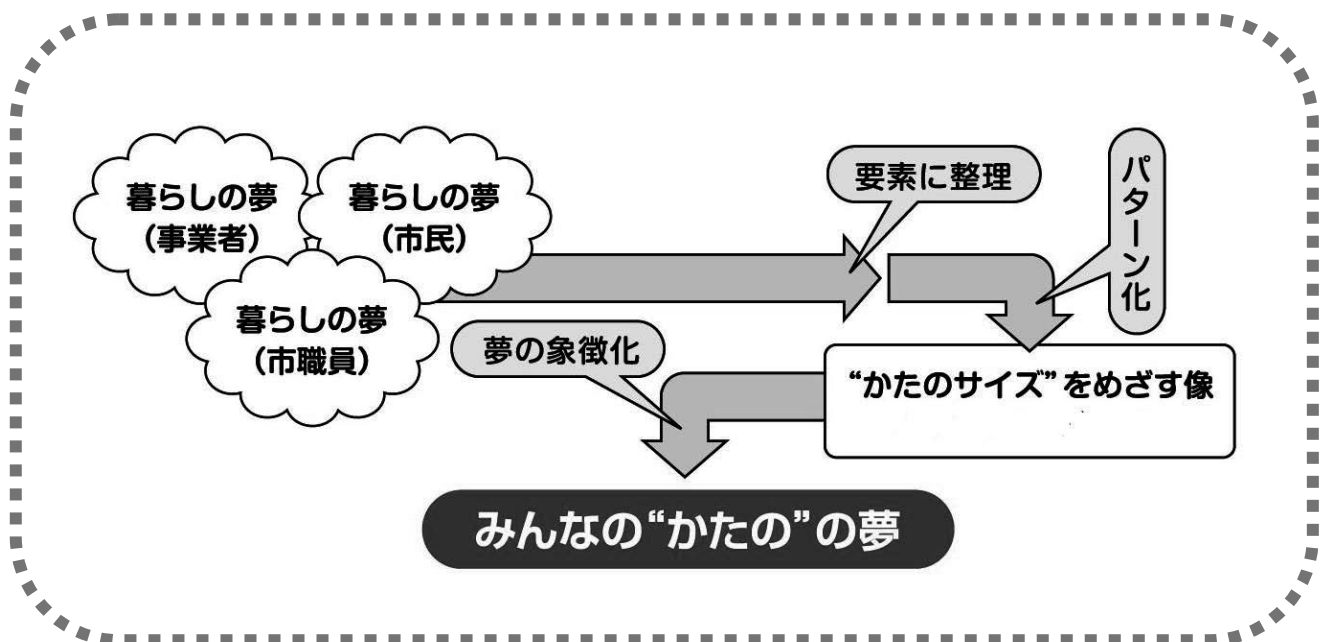 暮らしの夢
（事業者）
暮らしの夢
（市民）
暮らしの夢
（市職員）
要素に整理
パターン化
夢の象徴化
“かたのサイズ”をめざす像
みんなの“かたの”の夢